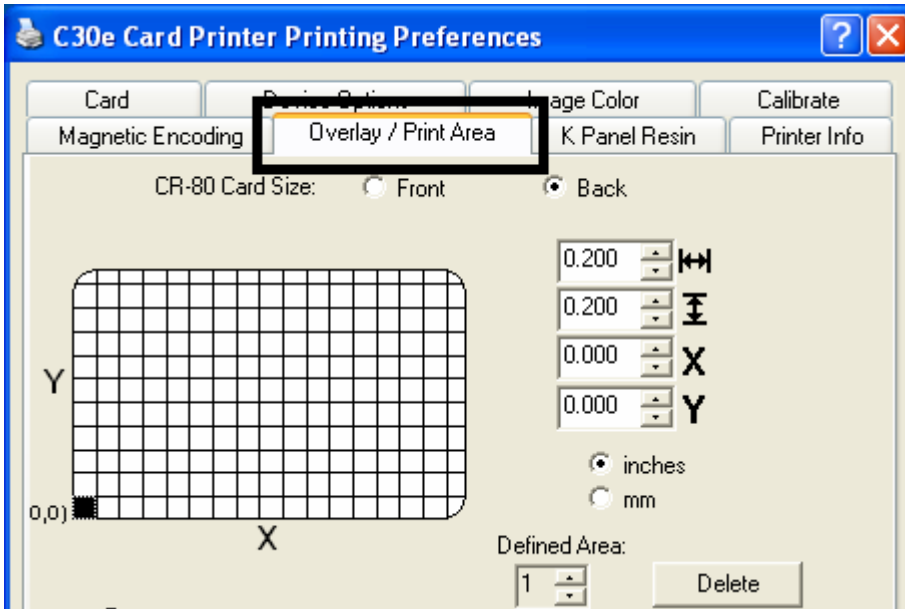 C30e Card Printer Printing Preferences
Card Device Options Image Color Calibrate
Magnetic Encoding Overlay / Print Area K Panel Resin Printer Info
CR-80 Card Size: Front Back
0.200
0.200
0.000 X
0.000 Y
Y
inches
mm
0,0)
X
Defined Area:
1 Delete